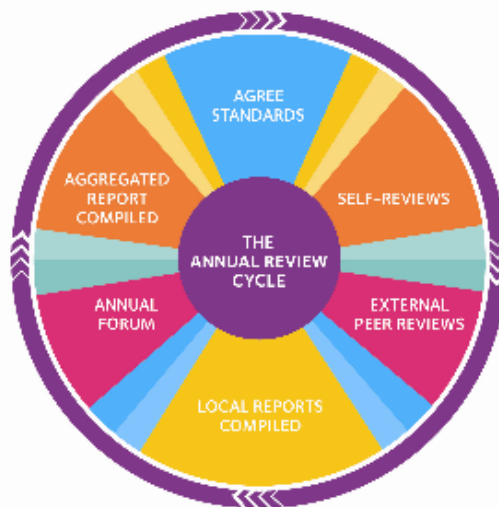 AGREE
STANDARDS
SELF-REVIEWS
EXTERNAL
PEER REVIEWS
LOCAL REPORTS
COMPILED
ANNUAL
FORUM
AGGREGATED
REPORT
COMPILED
THE
ANNUAL REVIEW
CYCLE